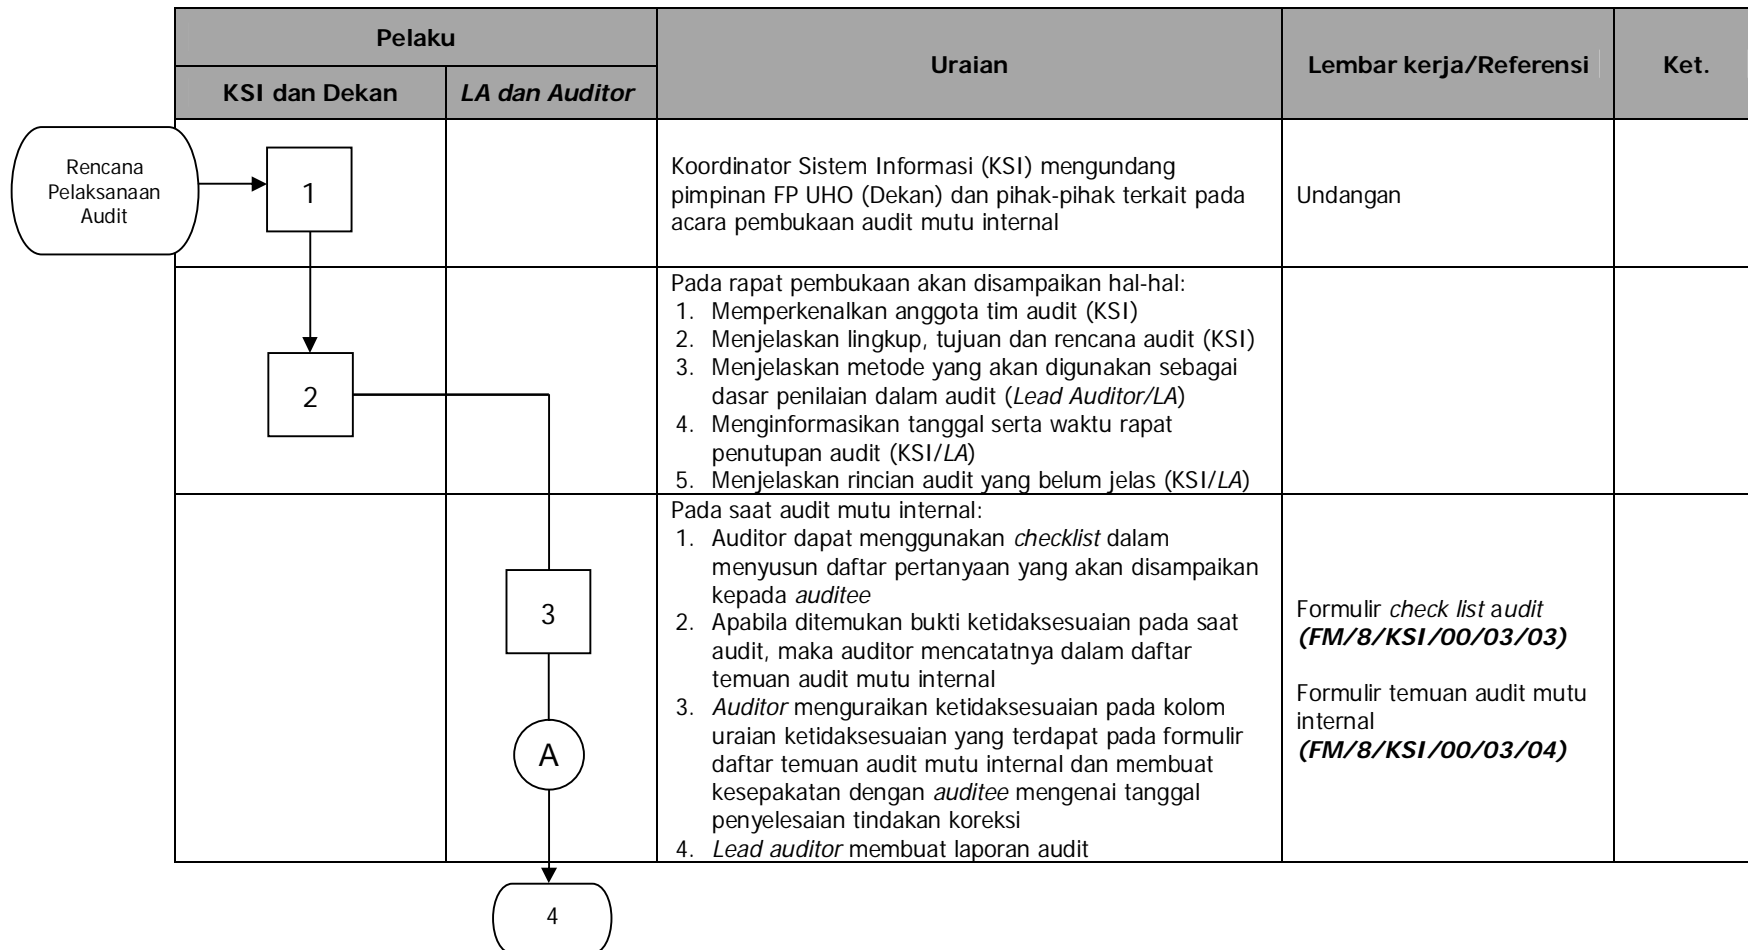 Pelaku
Uraian
Lembar kerja/Referensi
Ket.
KSI dan Dekan
LA dan Auditor
Rencana
Pelaksanaan
Audit
1
Koordinator Sistem Informasi (KSI) mengundang
pimpinan FP UHO (Dekan) dan pihak-pihak terkait pada
acara pembukaan audit mutu internal
Undangan
2
Pada rapat pembukaan akan disampaikan hal-hal:
1. Memperkenalkan anggota tim audit (KSI)
2. Menjelaskan lingkup, tujuan dan rencana audit (KSI)
3. Menjelaskan metode yang akan digunakan sebagai
dasar penilaian dalam audit (Lead Auditor/LA)
4. Menginformasikan tanggal serta waktu rapat
penutupan audit (KSI/LA)
5. Menjelaskan rincian audit yang belum jelas (KSI/LA)
3
A
Pada saat audit mutu internal:
1. Auditor dapat menggunakan checklist dalam
menyusun daftar pertanyaan yang akan disampaikan
kepada auditee
2. Apabila ditemukan bukti ketidaksesuaian pada saat
audit, maka auditor mencatatnya dalam daftar
temuan audit mutu internal
3. Auditor menguraikan ketidaksesuaian pada kolom
uraian ketidaksesuaian yang terdapat pada formulir
daftar temuan audit mutu internal dan membuat
kesepakatan dengan auditee mengenai tanggal
penyelesaian tindakan koreksi
4. Lead auditor membuat laporan audit
Formulir check list audit
(FM/8/KSI/00/03/03)
Formulir temuan audit mutu
internal
(FM/8/KSI/00/03/04)
4